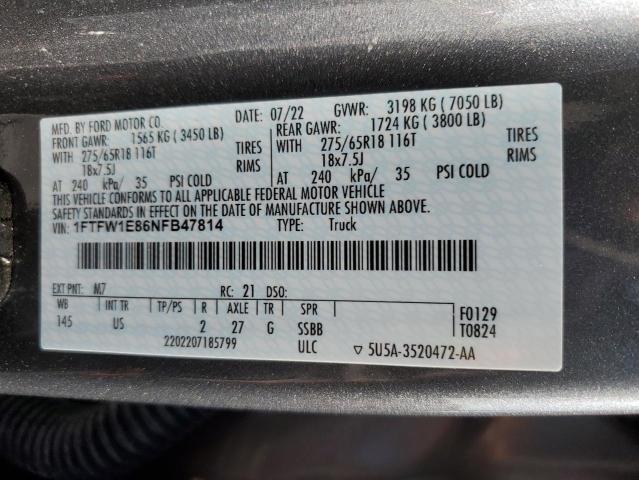 MFD. BY FORD MOTOR CO.
DATE: 07/22 GVWR: 3198 KG ( 7050 LB)
FRONT GAWR: 1565 KG ( 3450 LB) REAR GAWR: 1724 KG ( 3800 LB)
WITH 275/65R18 116T TIRES WITH 275/65R18 116T TIRES
18x7.5J RIMS 18x7.5J RIMS
AT 240 kPa/ 35 PSI COLD AT 240 kPa/ 35 PSI COLD
THIS VEHICLE CONFORMS TO ALL APPLICABLE FEDERAL MOTOR VEHICLE
SAFETY STANDARDS IN EFFECT ON THE DATE OF MANUFACTURE SHOWN ABOVE.
VIN: 1FTFW1E86NFB47814 TYPE: Truck
EXT PNT: M7 RC: 21 DSO:
WB INT TR TP/PS R AXLE TR SPR
145 US 2 27 G SSBB
F0129
T0824
2202207185799 ULC ▽ 5U5A-3520472-AA